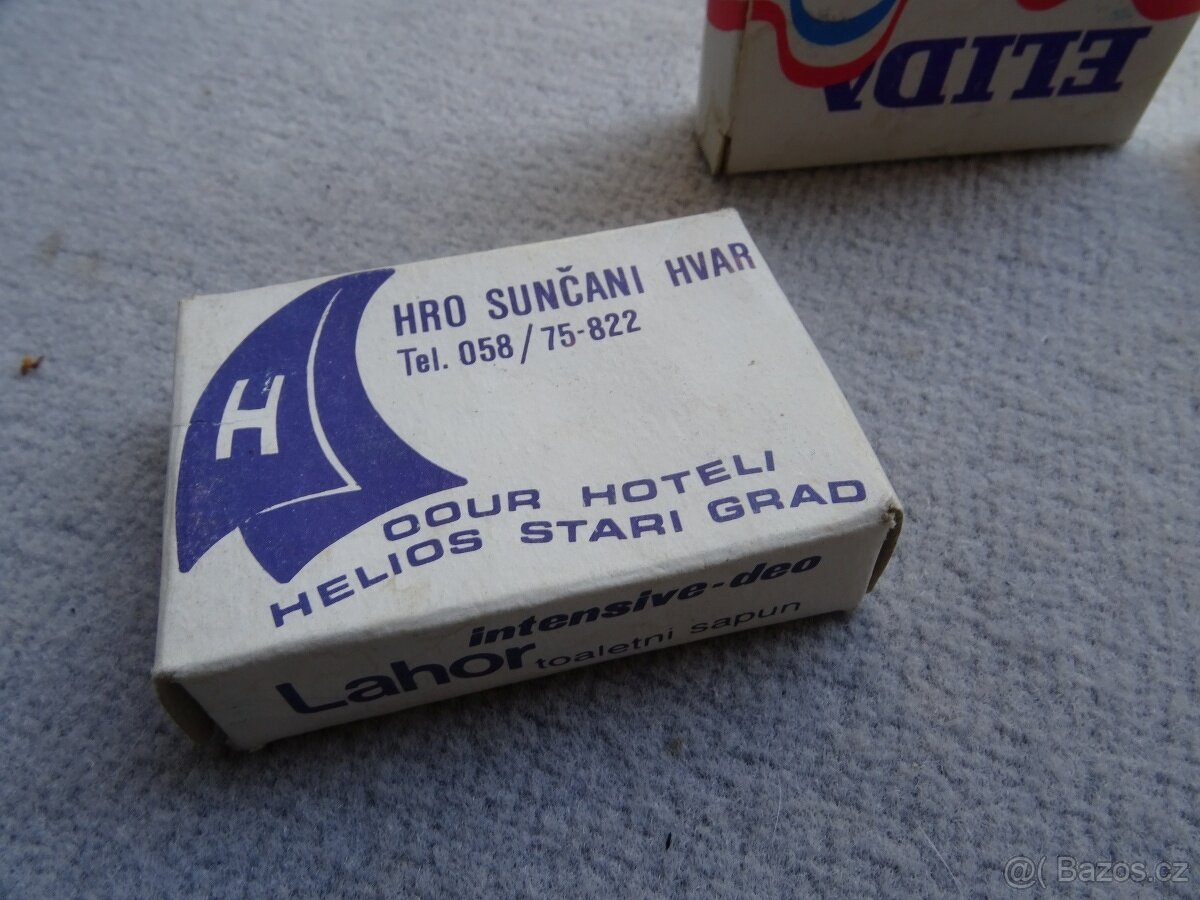 ELIDA
HRO SUNČANI HVAR
Tel. 058/75-822
H
OOUR HOTELI
HELIOS STARI GRAD
intensive-deo
Lahor toaletni sapun
@( Bazos.cz